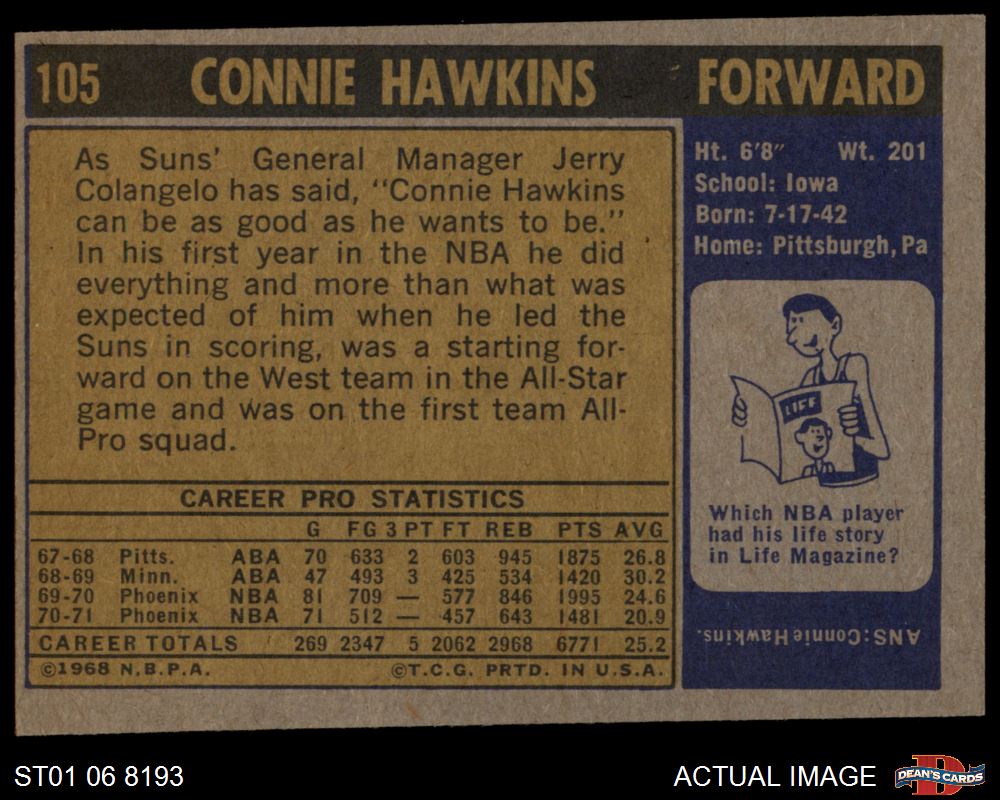 105 CONNIE HAWKINS FORWARD
As Suns' General Manager Jerry
Colangelo has said, "Connie Hawkins
can be as good as he wants to be."
In his first year in the NBA he did
everything and more than what was
expected of him when he led the
Suns in scoring, was a starting for-
ward on the West team in the All-Star
game and was on the first team All-
Pro squad.
Ht. 6'8" Wt. 201
School: Iowa
Born: 7-17-42
Home: Pittsburgh, Pa
LIFE
Which NBA player
had his life story
in Life Magazine?
ANS: Connie Hawkins.
CAREER PRO STATISTICS
G FG 3 PT FT REB PTS AVG
67-68 Pitts. ABA 70 633 2 603 945 1875 26.8
68-69 Minn. ABA 47 493 3 425 534 1420 30.2
69-70 Phoenix NBA 81 709 — 577 846 1995 24.6
70-71 Phoenix NBA 71 512 — 457 643 1481 20.9
CAREER TOTALS 269 2347 5 2062 2968 6771 25.2
©1968 N.B.P.A. ©T.C.G. PRTD. IN U.S.A.
ST01 06 8193
ACTUAL IMAGE
D
DEAN'S CARDS